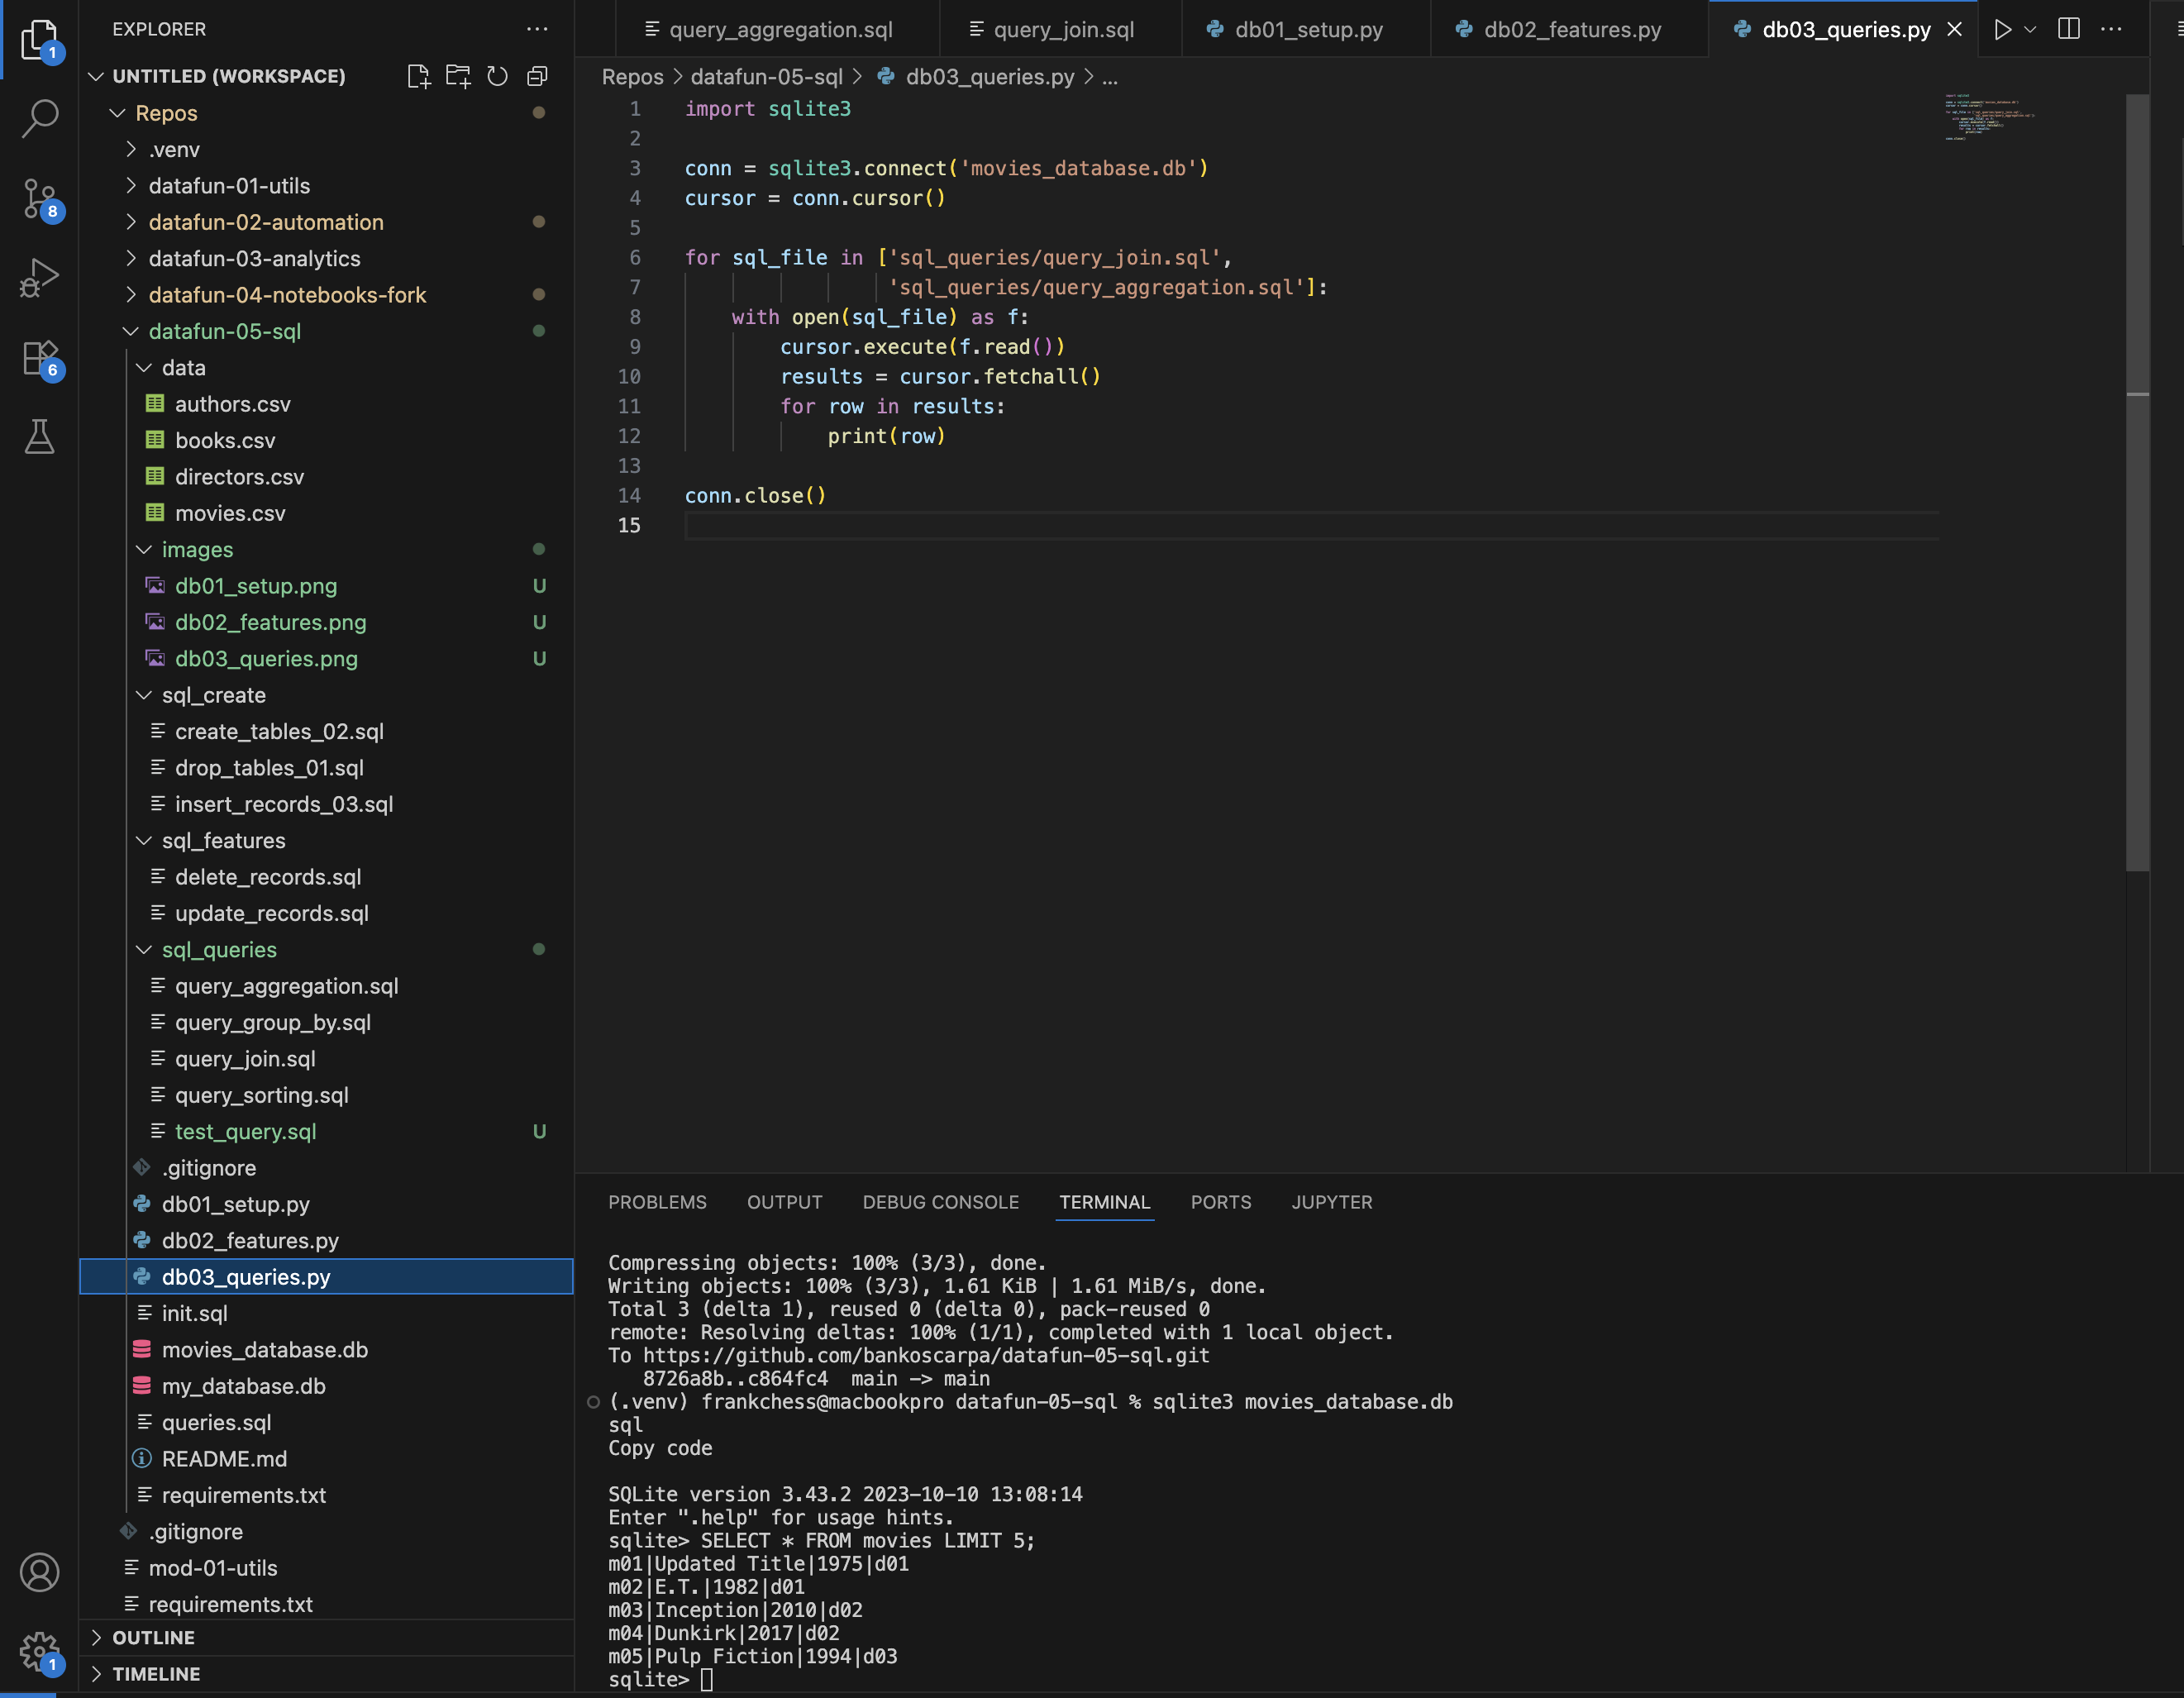 EXPLORER
1
UNTITLED (WORKSPACE)
Repos
.venv
datafun-01-utils
8
datafun-02-automation
datafun-03-analytics
datafun-04-notebooks-fork
datafun-05-sql
6
data
authors.csv
books.csv
directors.csv
movies.csv
images
db01_setup.png U
db02_features.png U
db03_queries.png U
sql_create
create_tables_02.sql
drop_tables_01.sql
insert_records_03.sql
sql_features
delete_records.sql
update_records.sql
sql_queries
query_aggregation.sql
query_group_by.sql
query_join.sql
query_sorting.sql
test_query.sql U
.gitignore
db01_setup.py
db02_features.py
db03_queries.py
init.sql
movies_database.db
my_database.db
queries.sql
README.md
requirements.txt
.gitignore
mod-01-utils
requirements.txt
OUTLINE
1
TIMELINE
query_aggregation.sql query_join.sql db01_setup.py db02_features.py db03_queries.py
Repos > datafun-05-sql > db03_queries.py > ...
1 import sqlite3
2
3 conn = sqlite3.connect('movies_database.db')
4 cursor = conn.cursor()
5
6 for sql_file in ['sql_queries/query_join.sql',
7 'sql_queries/query_aggregation.sql']:
8 with open(sql_file) as f:
9 cursor.execute(f.read())
10 results = cursor.fetchall()
11 for row in results:
12 print(row)
13
14 conn.close()
15
PROBLEMS OUTPUT DEBUG CONSOLE TERMINAL PORTS JUPYTER
Compressing objects: 100% (3/3), done.
Writing objects: 100% (3/3), 1.61 KiB | 1.61 MiB/s, done.
Total 3 (delta 1), reused 0 (delta 0), pack-reused 0
remote: Resolving deltas: 100% (1/1), completed with 1 local object.
To https://github.com/bankoscarpa/datafun-05-sql.git
8726a8b..c864fc4 main -> main
(.venv) frankchess@macbookpro datafun-05-sql % sqlite3 movies_database.db
sql
Copy code
SQLite version 3.43.2 2023-10-10 13:08:14
Enter ".help" for usage hints.
sqlite> SELECT * FROM movies LIMIT 5;
m01|Updated Title|1975|d01
m02|E.T.|1982|d01
m03|Inception|2010|d02
m04|Dunkirk|2017|d02
m05|Pulp Fiction|1994|d03
sqlite>